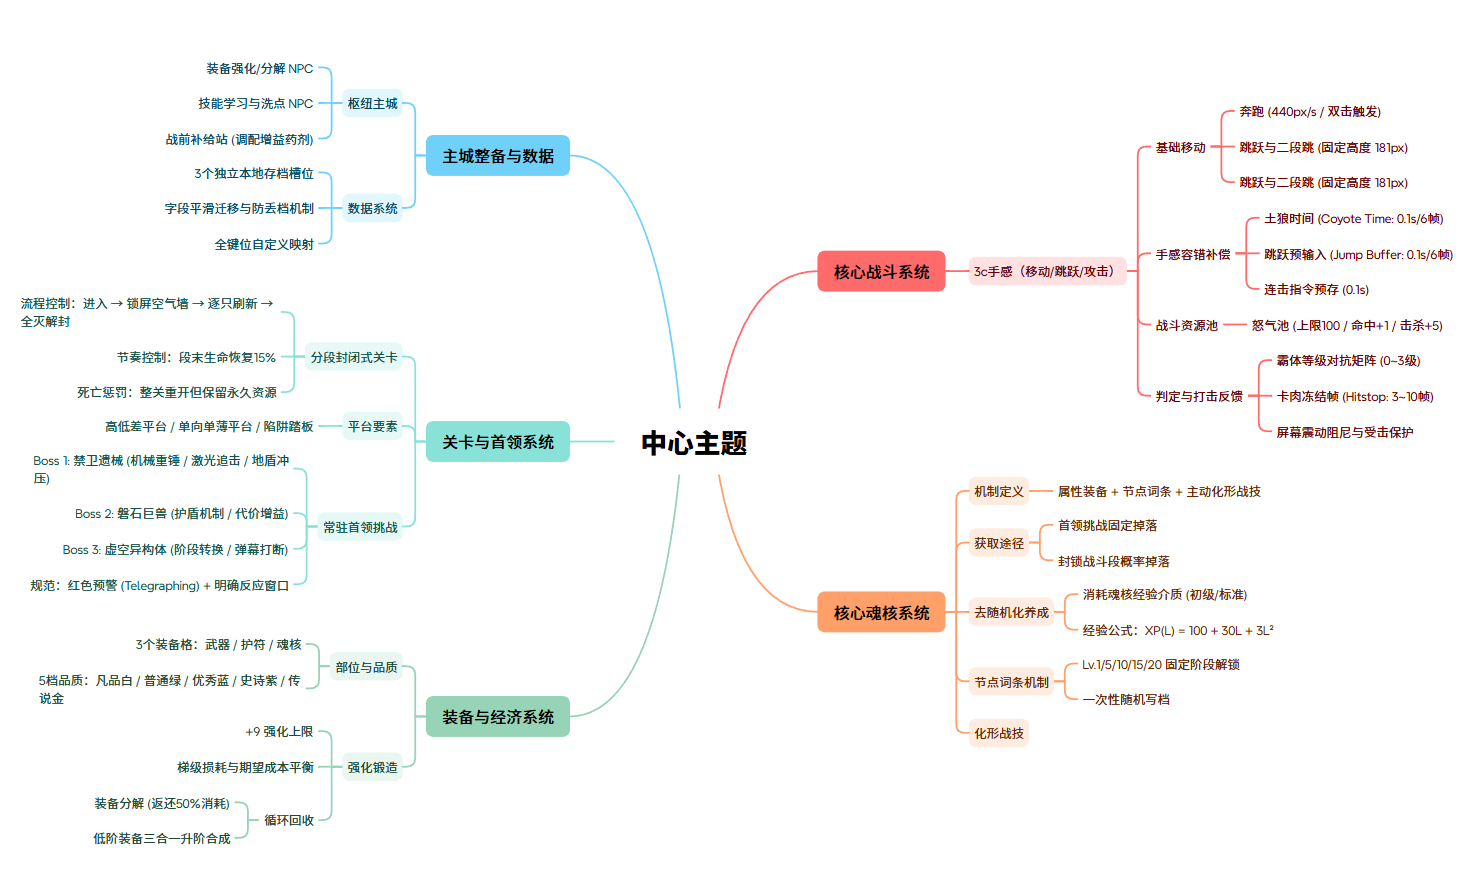 中心主题
核心战斗系统
3c手感（移动/跳跃/攻击）
基础移动
奔跑 (440px/s / 双击触发)
跳跃与二段跳 (固定高度 181px)
跳跃与二段跳 (固定高度 181px)
手感容错补偿
土狼时间 (Coyote Time: 0.1s/6帧)
跳跃预输入 (Jump Buffer: 0.1s/6帧)
连击指令预存 (0.1s)
战斗资源池
怒气池 (上限100 / 命中+1 / 击杀+5)
判定与打击反馈
霸体等级对抗矩阵 (0~3级)
卡肉冻结帧 (Hitstop: 3~10帧)
屏幕震动阻尼与受击保护
核心魂核系统
机制定义
属性装备 + 节点词条 + 主动化形战技
获取途径
首领挑战固定掉落
封锁战斗段概率掉落
去随机化养成
消耗魂核经验介质 (初级/标准)
经验公式：XP(L) = 100 + 30L + 3L²
节点词条机制
Lv.1/5/10/15/20 固定阶段解锁
一次性随机写档
化形战技
主城整备与数据
枢纽主城
装备强化/分解 NPC
技能学习与洗点 NPC
战前补给站 (调配增益药剂)
数据系统
3个独立本地存档槽位
字段平滑迁移与防丢档机制
全键位自定义映射
关卡与首领系统
分段封闭式关卡
流程控制：进入 → 锁屏空气墙 → 逐只刷新 →
全灭解封
节奏控制：段末生命恢复15%
死亡惩罚：整关重开但保留永久资源
平台要素
高低差平台 / 单向单薄平台 / 陷阱踏板
常驻首领挑战
Boss 1: 禁卫遗械 (机械重锤 / 激光追击 / 地盾冲
压)
Boss 2: 磐石巨兽 (护盾机制 / 代价增益)
Boss 3: 虚空异构体 (阶段转换 / 弹幕打断)
规范：红色预警 (Telegraphing) + 明确反应窗口
装备与经济系统
部位与品质
3个装备格：武器 / 护符 / 魂核
5档品质：凡品白 / 普通绿 / 优秀蓝 / 史诗紫 / 传
说金
强化锻造
+9 强化上限
梯级损耗与期望成本平衡
循环回收
装备分解 (返还50%消耗)
低阶装备三合一升阶合成